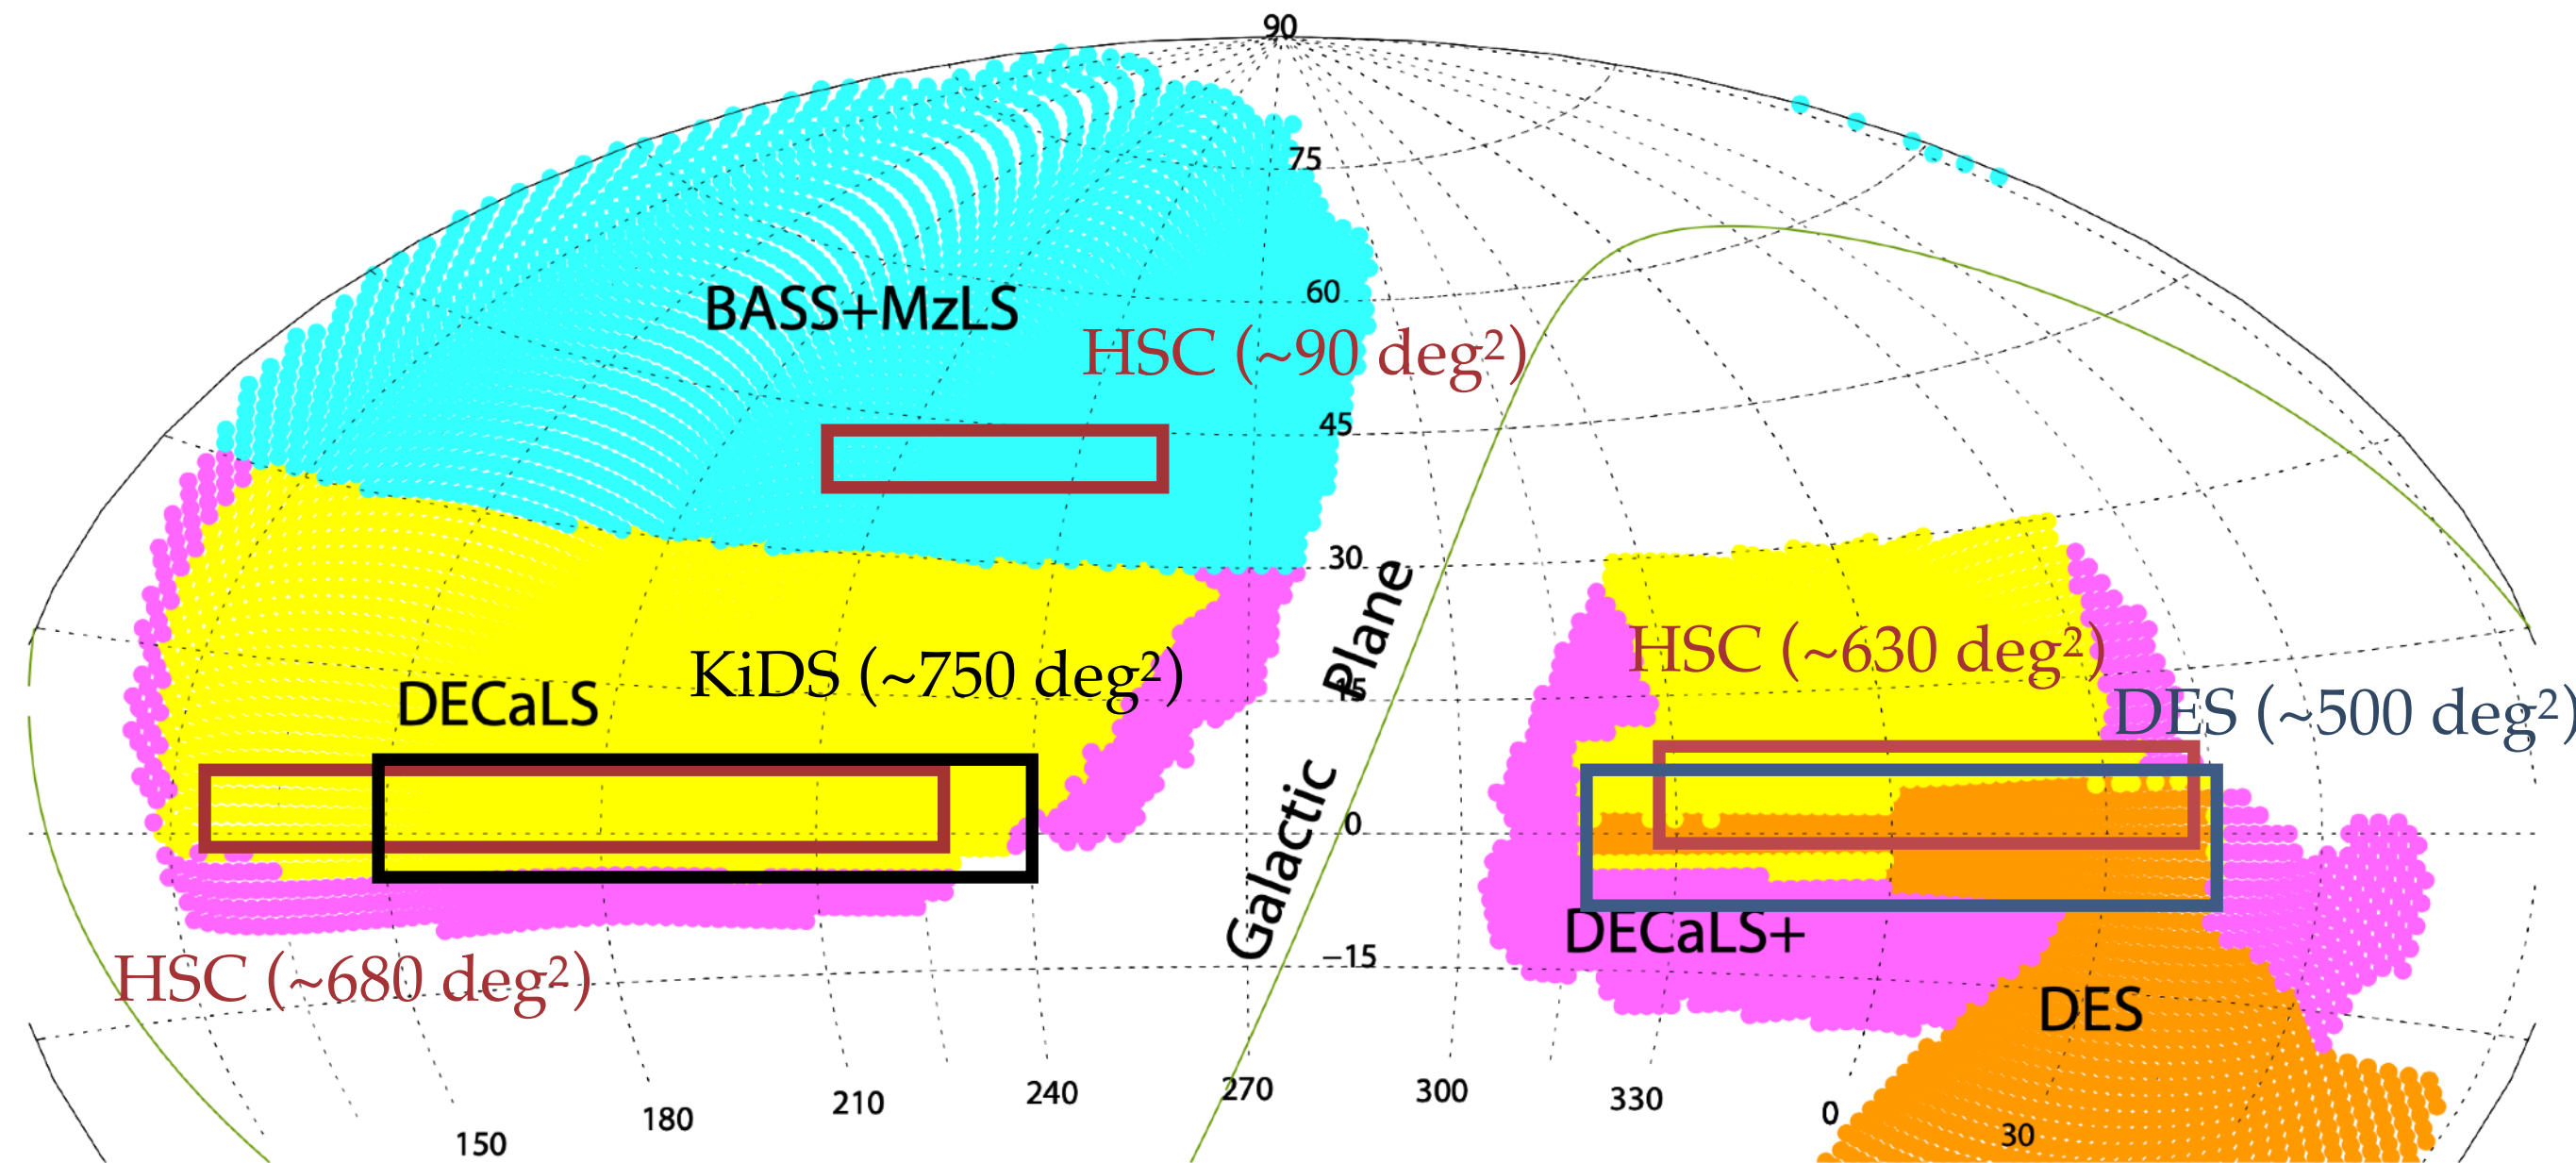 90
75
60
BASS+MzLS
HSC (~90 deg²)
45
30
Plane
HSC (~630 deg²)
KiDS (~750 deg²)
15
DECaLS
DES (~500 deg²)
0
Galactic
DECaLS+
−15
HSC (~680 deg²)
DES
150
180
210
240
270
300
330
0
30